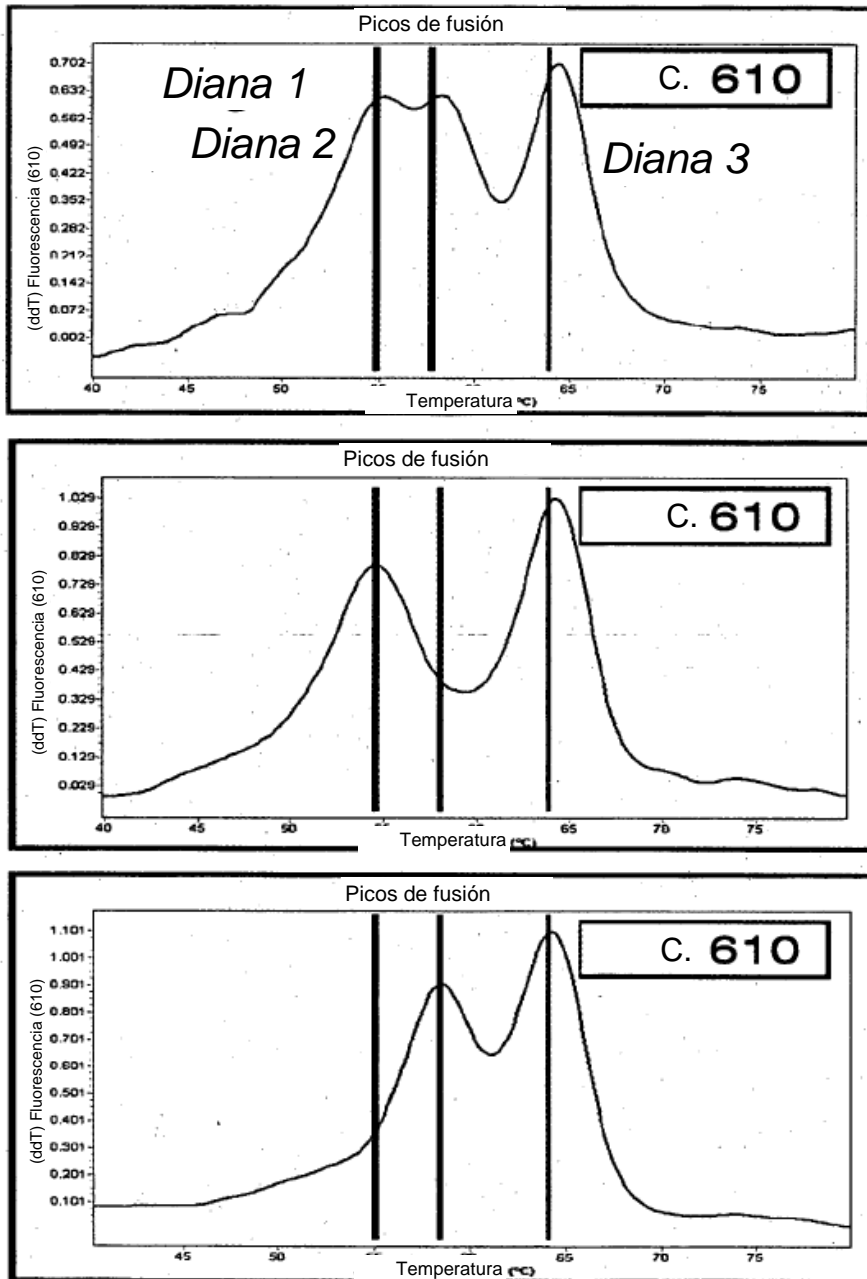 Picos de fusión
Diana 1
Diana 2
Diana 3
C. 610
(ddT) Fluorescencia (610)
0.702
0.632
0.562
0.492
0.422
0.352
0.282
0.212
0.142
0.072
0.002
40 45 50 55 65 70 75
Temperatura (°C)
Picos de fusión
C. 610
(ddT) Fluorescencia (610)
1.029
0.929
0.829
0.729
0.629
0.529
0.429
0.329
0.229
0.129
0.029
40 45 50 55 65 70 75
Temperatura (°C)
Picos de fusión
C. 610
(ddT) Fluorescencia (610)
1.101
1.001
0.901
0.801
0.701
0.601
0.501
0.401
0.301
0.201
0.101
45 50 55 65 70 75
Temperatura (°C)